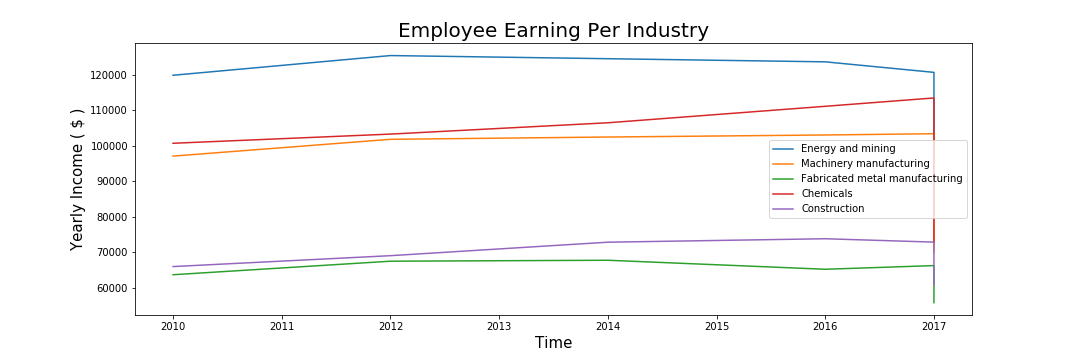 Employee Earning Per Industry
Yearly Income ( $ )
120000
110000
100000
90000
80000
70000
60000
Energy and mining
Machinery manufacturing
Fabricated metal manufacturing
Chemicals
Construction
2010 2011 2012 2013 2014 2015 2016 2017
Time